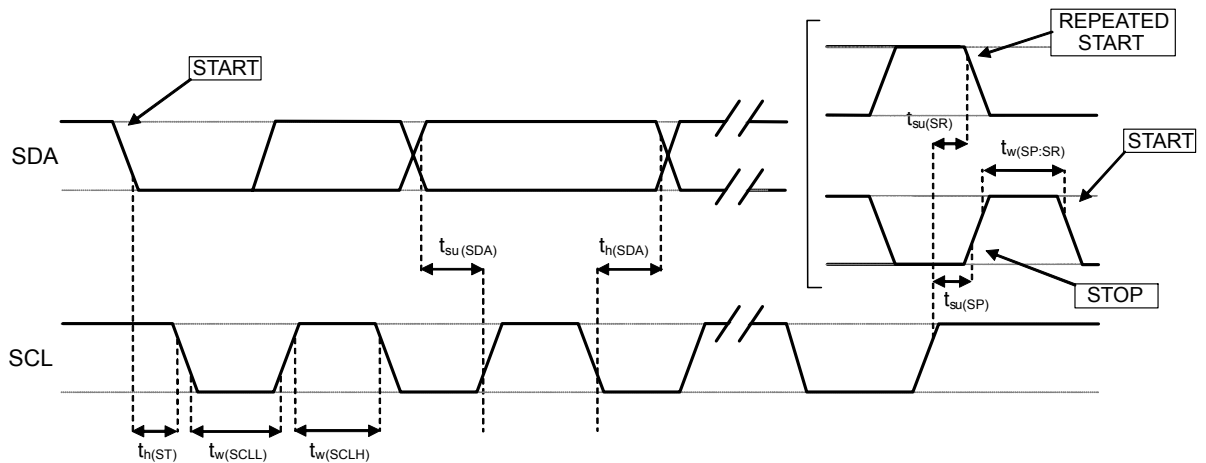 REPEATED
START
START
SDA
tsu(SR)
tw(SP:SR)
START
tsu(SDA)
th(SDA)
tsu(SP)
STOP
SCL
th(ST)
tw(SCLL)
tw(SCLH)